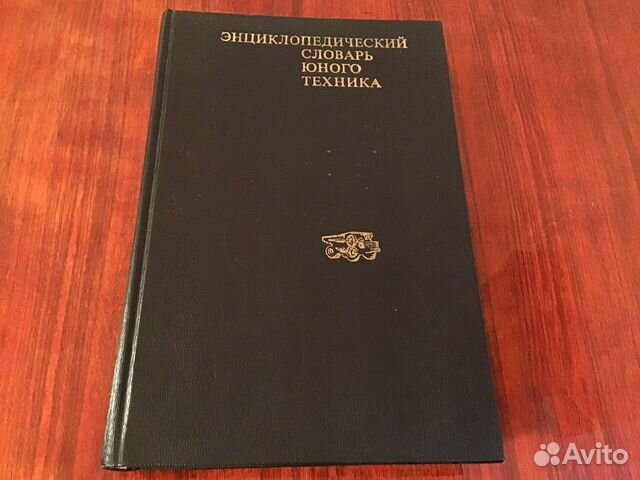 ЭНЦИКЛОПЕДИЧЕСКИЙ
СЛОВАРЬ
ЮНОГО
ТЕХНИКА
Avito